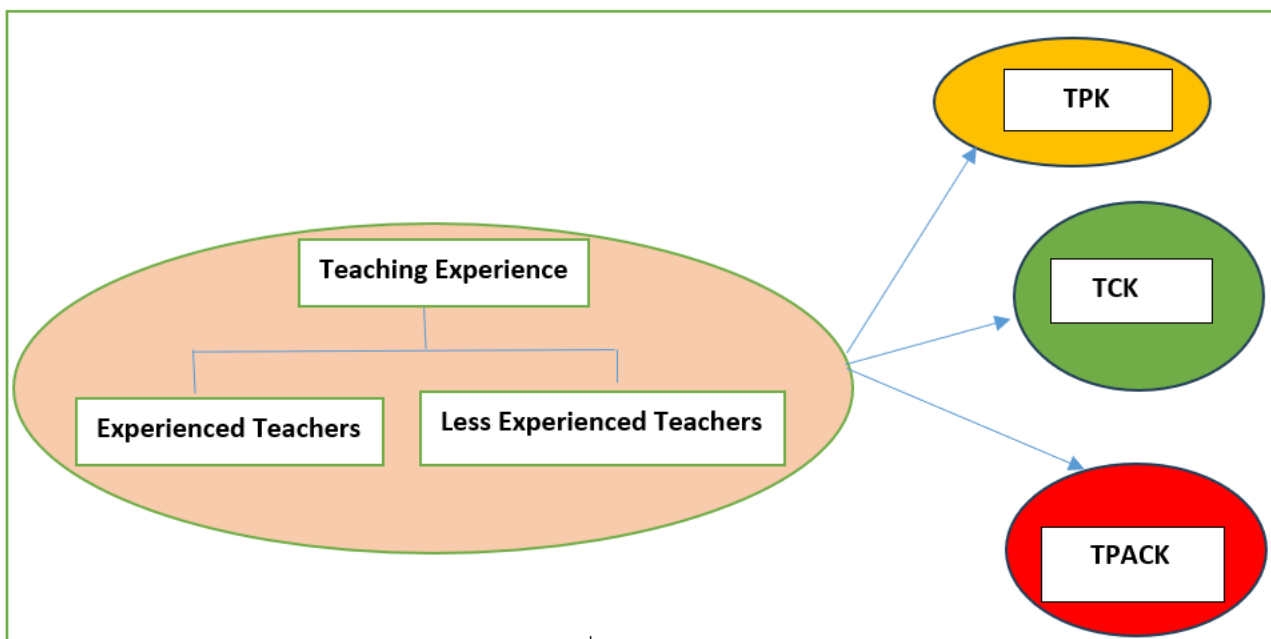 TPK
Teaching Experience
TCK
Experienced Teachers
Less Experienced Teachers
TPACK